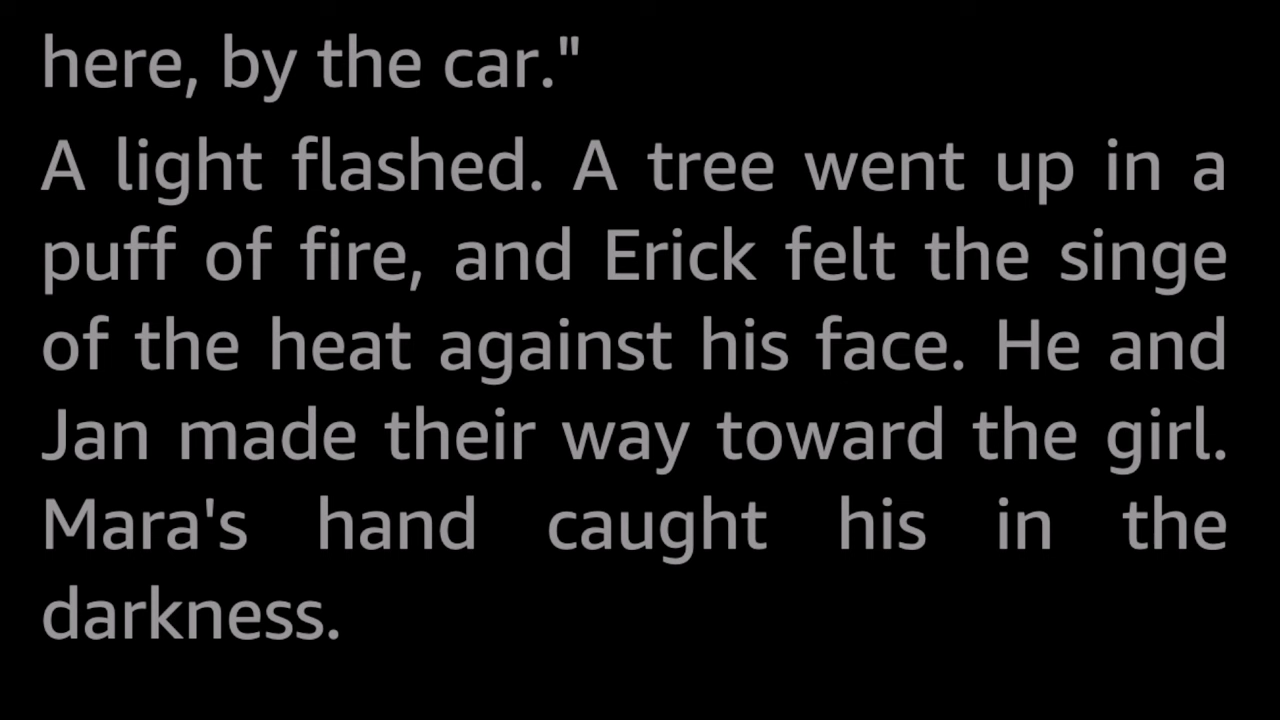 here, by the car."
A light flashed. A tree went up in a
puff of fire, and Erick felt the singe
of the heat against his face. He and
Jan made their way toward the girl.
Mara's hand caught his in the
darkness.